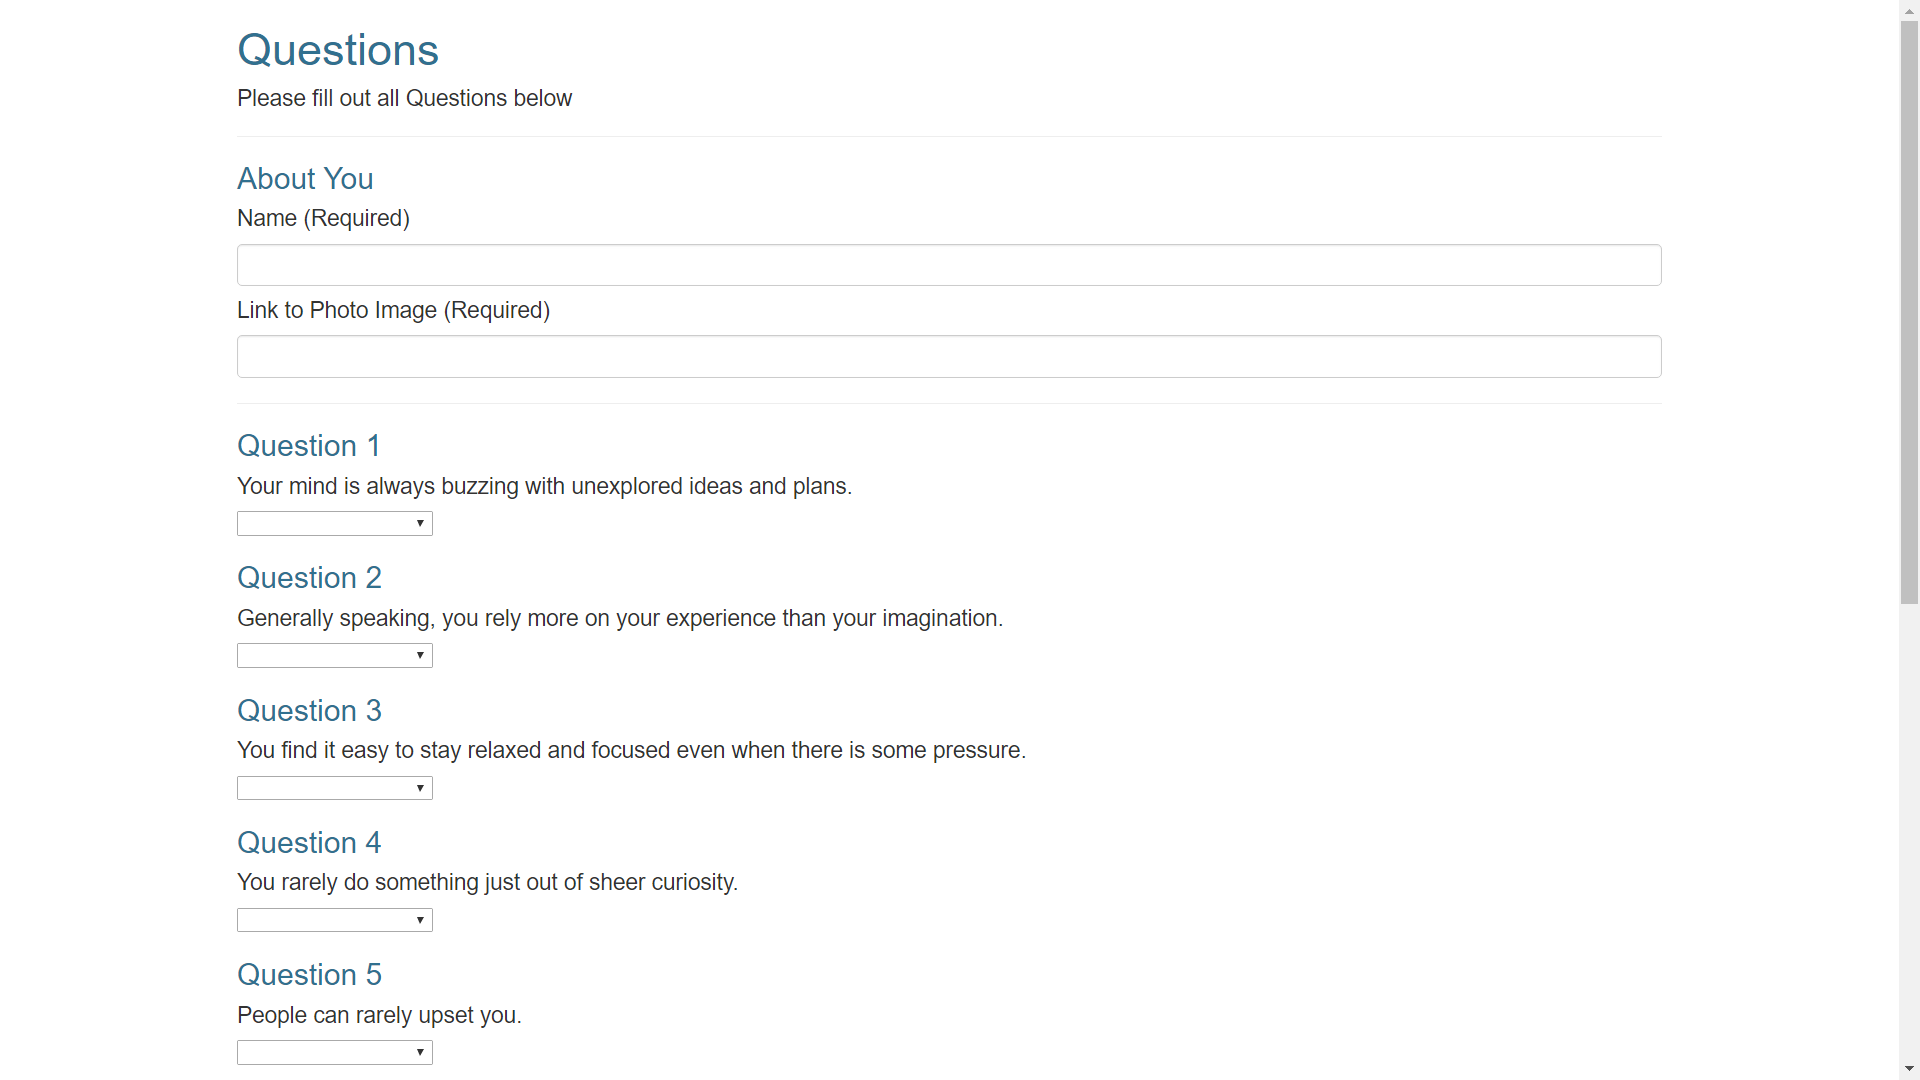 Questions
Please fill out all Questions below
About You
Name (Required)
Link to Photo Image (Required)
Question 1
Your mind is always buzzing with unexplored ideas and plans.
Question 2
Generally speaking, you rely more on your experience than your imagination.
Question 3
You find it easy to stay relaxed and focused even when there is some pressure.
Question 4
You rarely do something just out of sheer curiosity.
Question 5
People can rarely upset you.